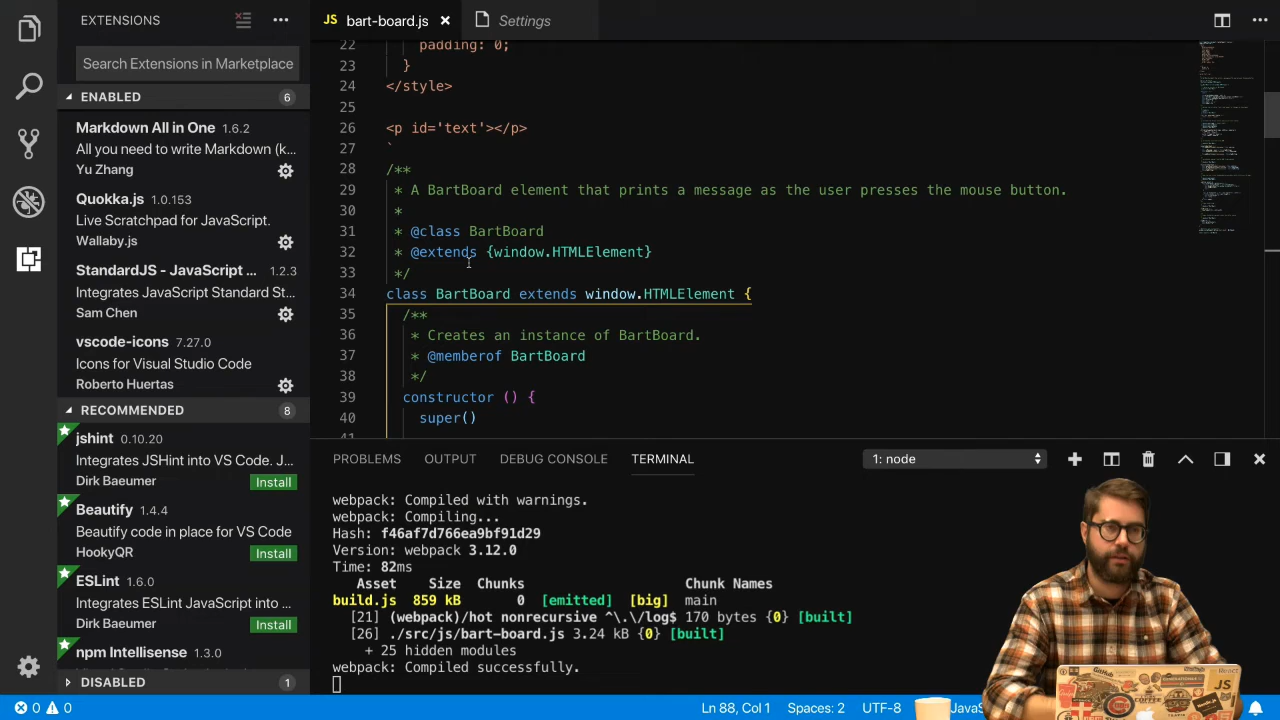 EXTENSIONS
Search Extensions in Marketplace
ENABLED 6
Markdown All in One 1.6.2
All you need to write Markdown (k...
Yu Zhang
Quokka.js 1.0.153
Live Scratchpad for JavaScript.
Wallaby.js
StandardJS - JavaScript ... 1.2.3
Integrates JavaScript Standard St...
Sam Chen
vscode-icons 7.27.0
Icons for Visual Studio Code
Roberto Huertas
RECOMMENDED 8
jshint 0.10.20
Integrates JSHint into VS Code. J...
Dirk Baeumer Install
Beautify 1.4.4
Beautify code in place for VS Code
HookyQR Install
ESLint 1.6.0
Integrates ESLint JavaScript into ...
Dirk Baeumer Install
npm Intellisense 1.3.0
DISABLED 1
JS bart-board.js Settings
22 padding: 0;
23 }
24 </style>
25
26 <p id='text'></p>
27 `
28 /**
29 * A BartBoard element that prints a message as the user presses the mouse button.
30 *
31 * @class BartBoard
32 * @extends {window.HTMLElement}
33 */
34 class BartBoard extends window.HTMLElement {
35 /**
36 * Creates an instance of BartBoard.
37 * @memberof BartBoard
38 */
39 constructor () {
40 super()
PROBLEMS OUTPUT DEBUG CONSOLE TERMINAL 1: node
webpack: Compiled with warnings.
webpack: Compiling...
Hash: f46af7d766ea9bf91d29
Version: webpack 3.12.0
Time: 82ms
Asset Size Chunks Chunk Names
build.js 859 kB 0 [emitted] [big] main
[21] (webpack)/hot nonrecursive ^\.\/log$ 170 bytes {0} [built]
[26] ./src/js/bart-board.js 3.24 kB {0} [built]
+ 25 hidden modules
webpack: Compiled successfully.
GitHub
React
JS
COFFEE
0 0 Ln 88, Col 1 Spaces: 2 UTF-8 JavaS